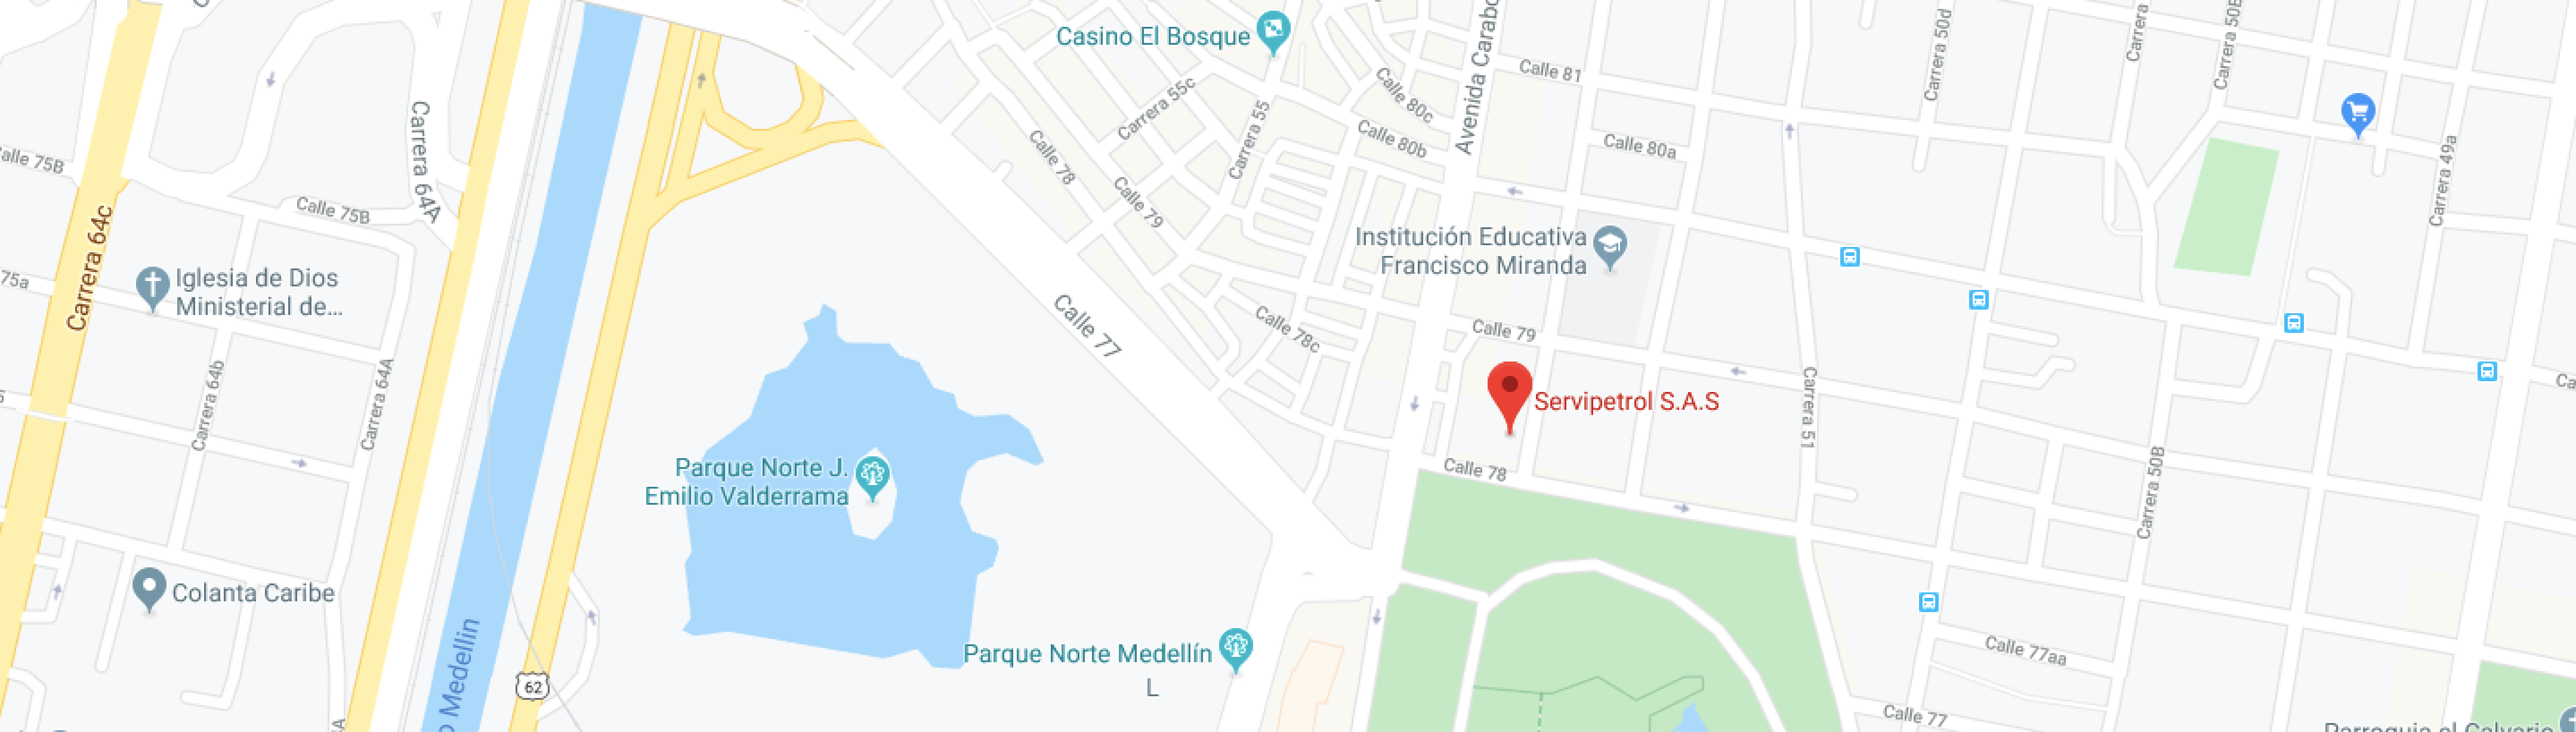 Casino El Bosque
Avenida Carabo
Calle 81
Carrera 50d
Carrera
Carrera 50B
Carrera 55c
Calle 80c
Carrera 64A
Carrera 55
Calle 80b
Calle 80a
alle 75B
Calle 78
Carrera 49a
Calle 75B
Calle 79
Carrera 64c
Institución Educativa
Francisco Miranda
Iglesia de Dios
Ministerial de...
75a
Calle 77
Calle 78c
Calle 79
Carrera 64b
Carrera 64A
Servipetrol S.A.S
Carrera 51
Ca
Parque Norte J.
Emilio Valderrama
Calle 78
Carrera 50B
Colanta Caribe
o Medellin
62
Parque Norte Medellín
L
Calle 77aa
Calle 77
Parroquia el Calvario